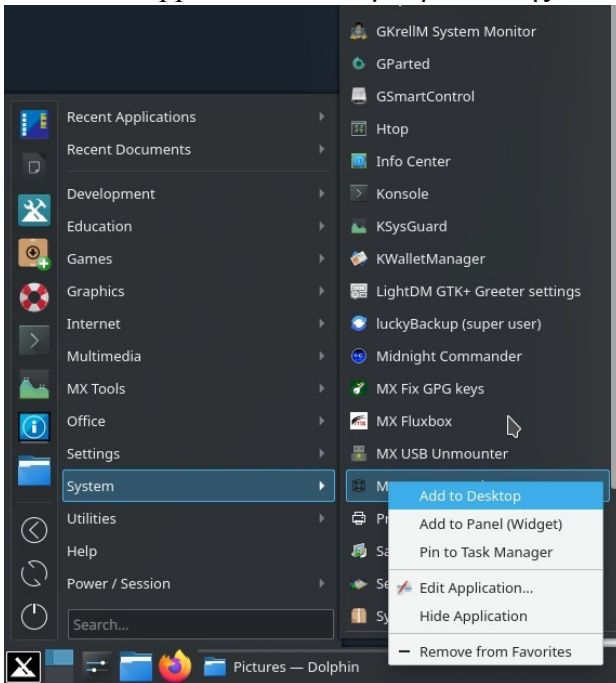 Recent Applications
Recent Documents
Development
Education
Games
Graphics
Internet
Multimedia
MX Tools
Office
Settings
System
Utilities
Help
Power / Session
Search...
GKrellM System Monitor
GParted
GSmartControl
Htop
Info Center
Konsole
KSysGuard
KWalletManager
LightDM GTK+ Greeter settings
luckyBackup (super user)
Midnight Commander
MX Fix GPG keys
MX Fluxbox
MX USB Unmounter
Add to Desktop
Add to Panel (Widget)
Pin to Task Manager
Edit Application...
Hide Application
Remove from Favorites
Pictures — Dolphin